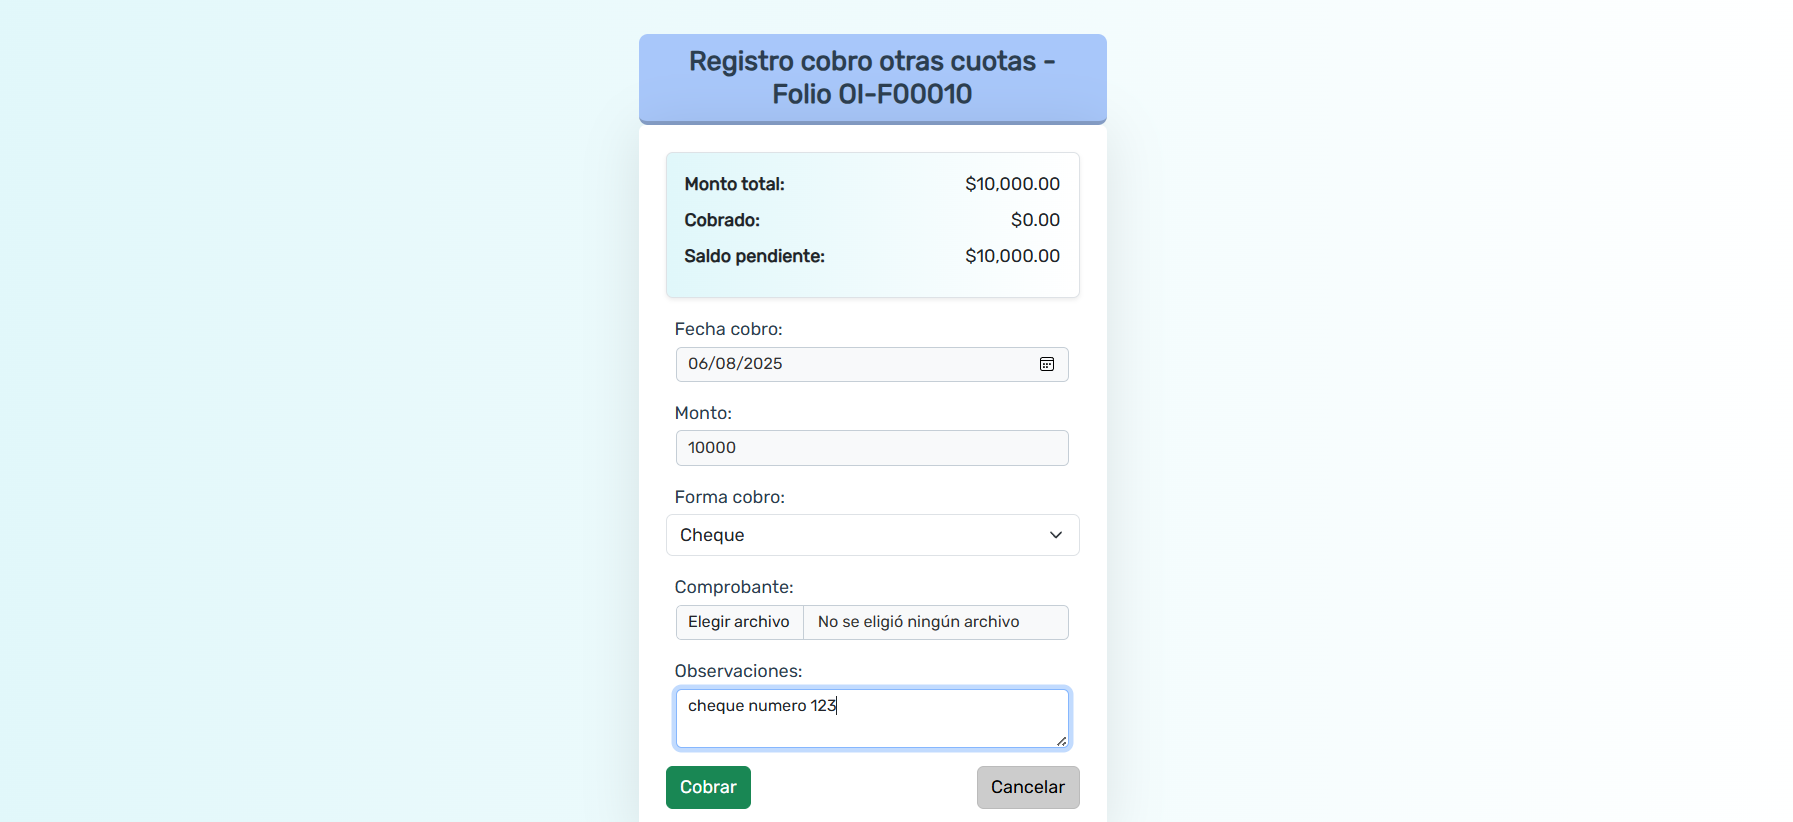 Registro cobro otras cuotas -
Folio OI-F00010
Monto total: $10,000.00
Cobrado: $0.00
Saldo pendiente: $10,000.00
Fecha cobro:
06/08/2025
Monto:
10000
Forma cobro:
Cheque
Comprobante:
Elegir archivo No se eligió ningún archivo
Observaciones:
cheque numero 123
Cobrar Cancelar